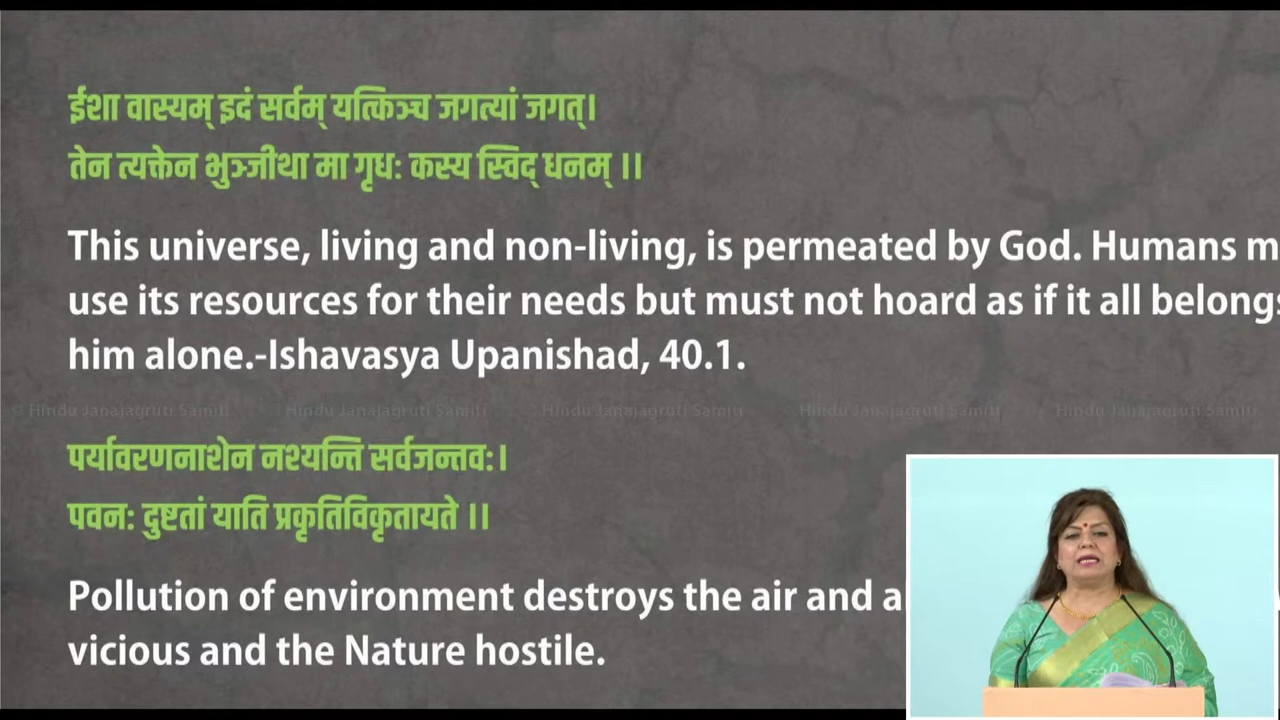 ईशा वास्यम् इदं सर्वम् यत्किञ्च जगत्यां जगत्।
तेन त्यक्तेन भुञ्जीथा मा गृधः कस्य स्विद् धनम् ।।
This universe, living and non-living, is permeated by God. Humans m
use its resources for their needs but must not hoard as if it all belongs
him alone.-Ishavasya Upanishad, 40.1.
© Hindu Janajagruti Samiti © Hindu Janajagruti Samiti © Hindu Janajagruti Samiti © Hindu Janajagruti Samiti © Hindu Janajagruti Samiti
पर्यावरणनाशेन नश्यन्ति सर्वजन्तवः।
पवनः दुष्टतां याति प्रकृतिविकृतायते ।।
Pollution of environment destroys the air and a
vicious and the Nature hostile.